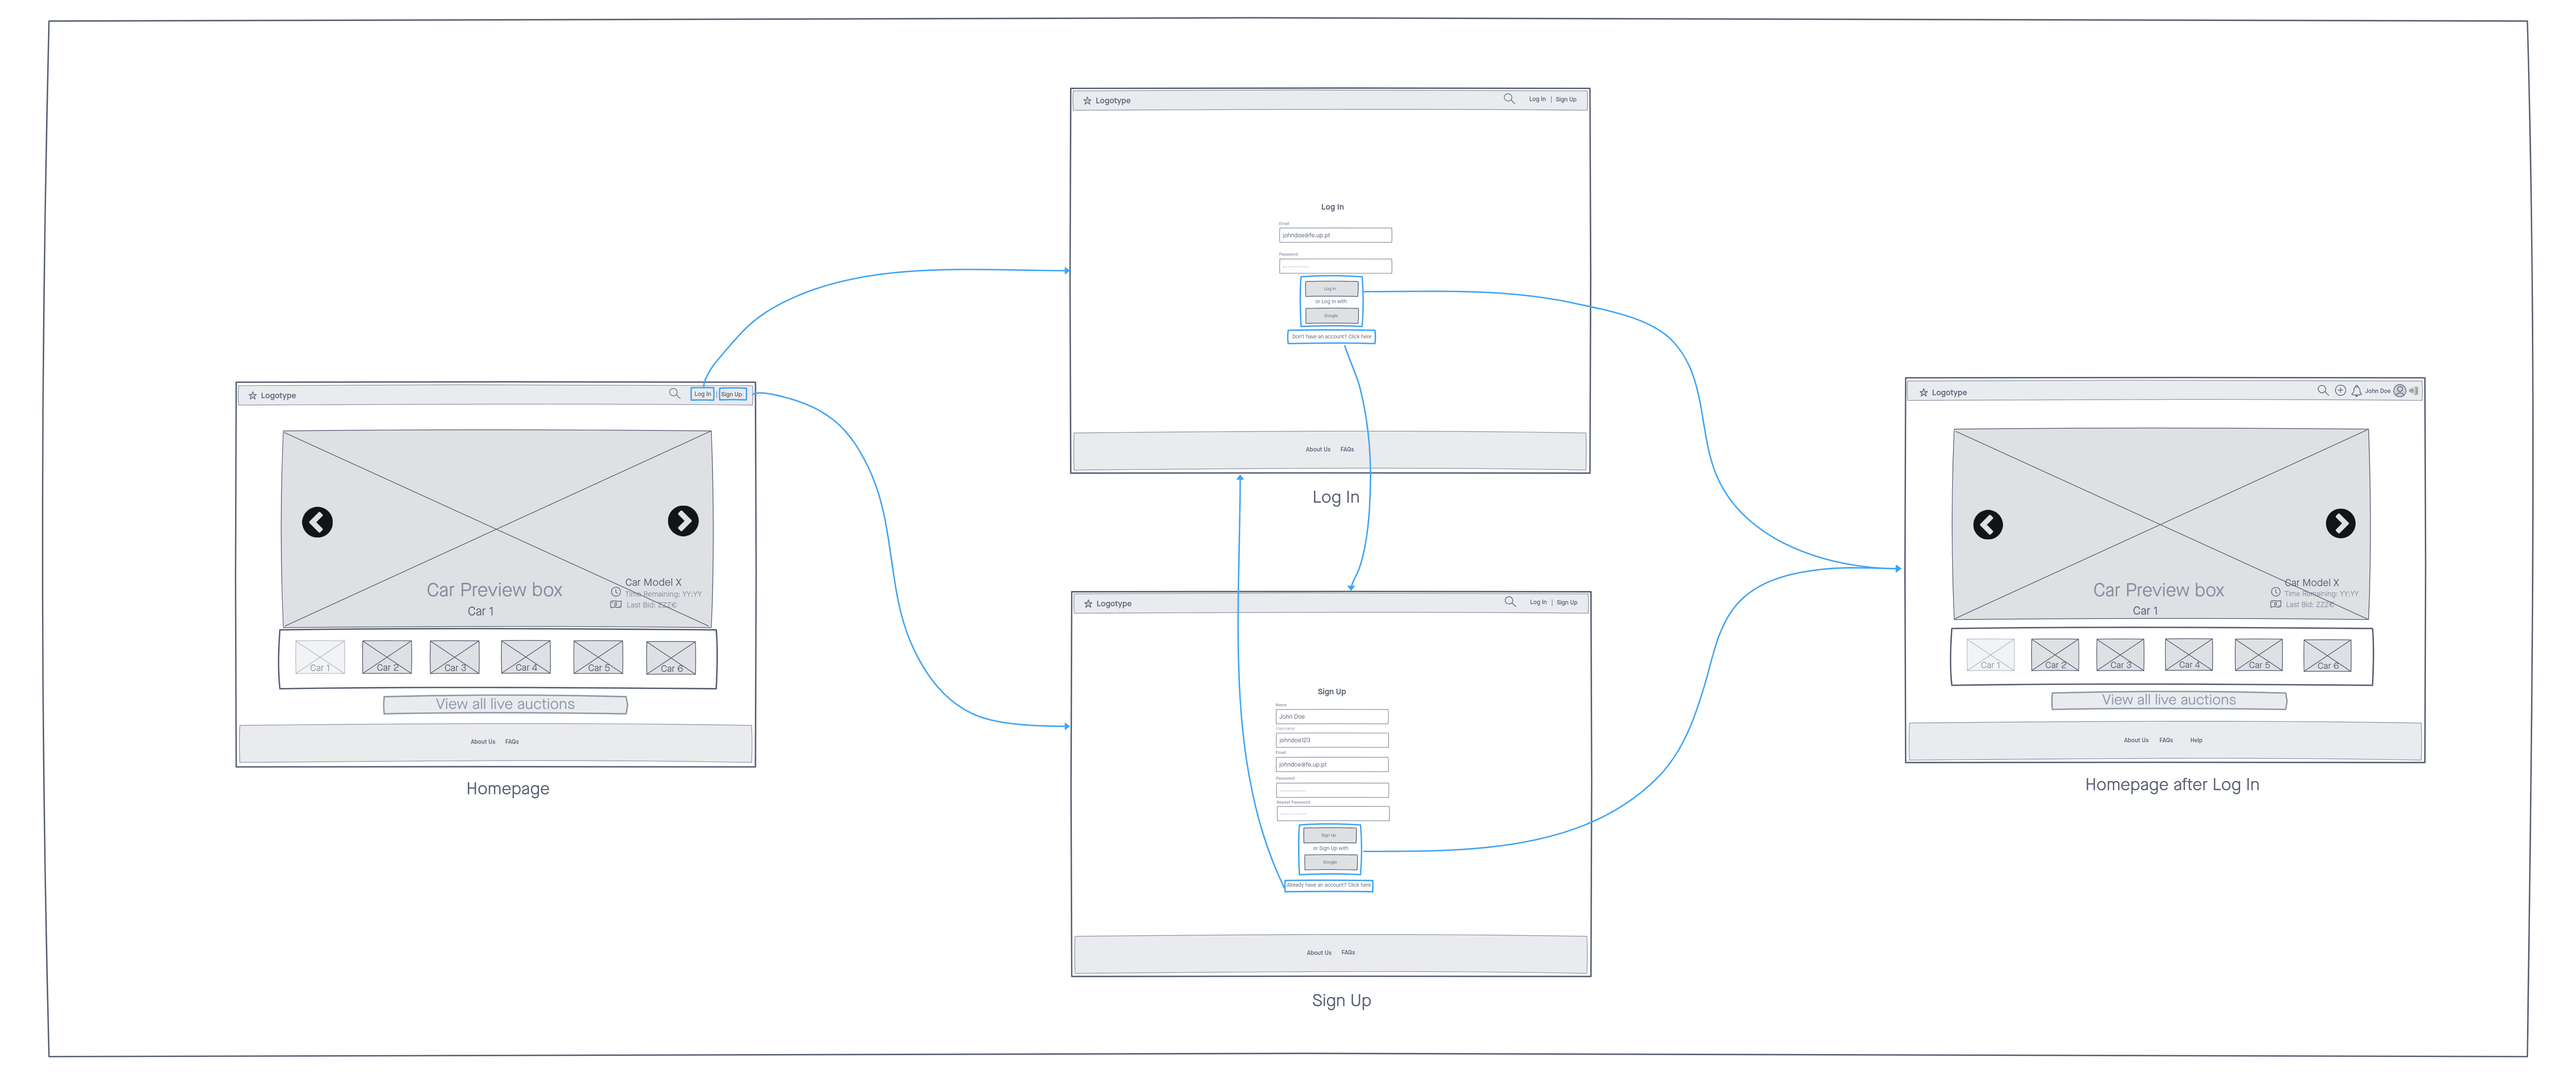 Logotype
Log In | Sign Up
Car Preview box
Car 1
Car Model X
Time Remaining: YY:YY
Last Bid: ZZZ€
Car 1
Car 2
Car 3
Car 4
Car 5
Car 6
View all live auctions
About Us FAQs
Homepage
Logotype
Log In | Sign Up
Log In
Email
johndoe@fe.up.pt
Password
Log In
or Log In with
Google
Don't have an account? Click here
About Us FAQs
Log In
Logotype
Log In | Sign Up
Sign Up
Name
John Doe
Username
johndoe123
Email
johndoe@fe.up.pt
Password
Repeat Password
Sign Up
or Sign Up with
Google
Already have an account? Click here
About Us FAQs
Sign Up
Logotype
John Doe
Car Preview box
Car 1
Car Model X
Time Remaining: YY:YY
Last Bid: ZZZ€
Car 1
Car 2
Car 3
Car 4
Car 5
Car 6
View all live auctions
About Us FAQs Help
Homepage after Log In